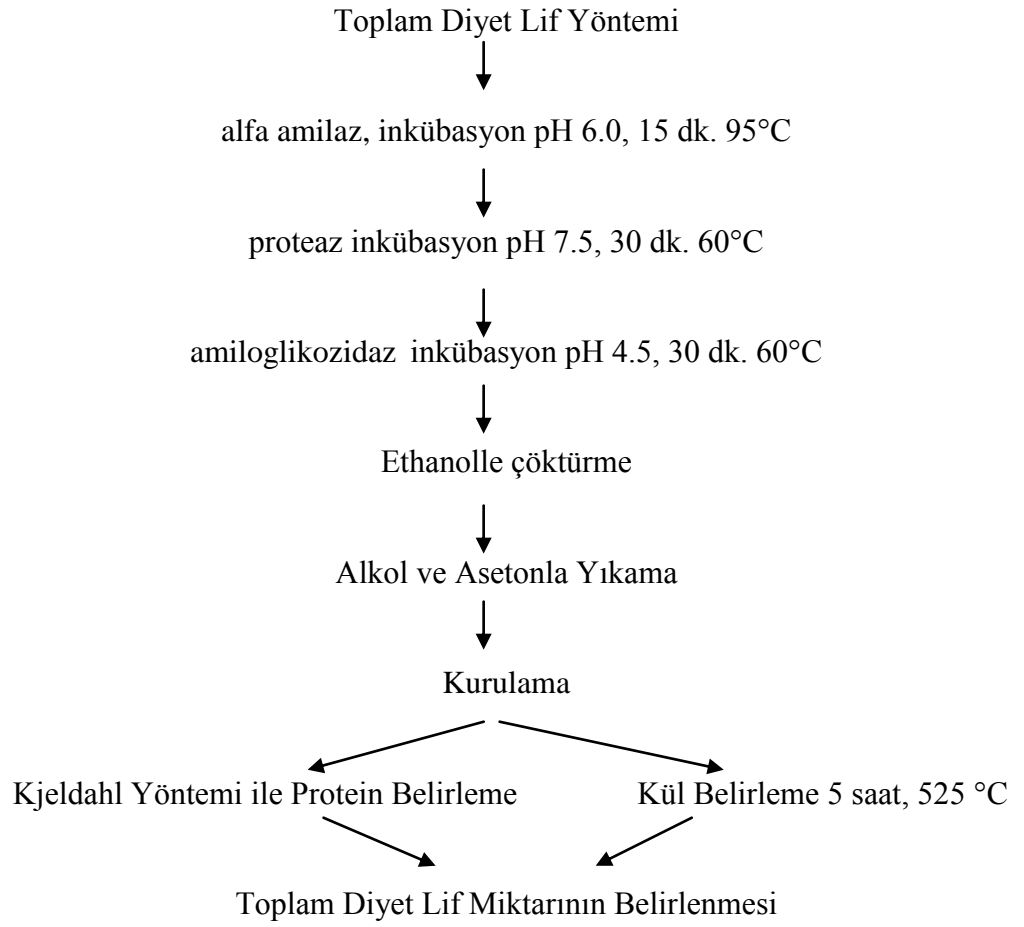 Toplam Diyet Lif Yöntemi
alfa amilaz, inkübasyon pH 6.0, 15 dk. 95°C
proteaz inkübasyon pH 7.5, 30 dk. 60°C
amiloglikozidaz inkübasyon pH 4.5, 30 dk. 60°C
Ethanolle çöktürme
Alkol ve Asetonla Yıkama
Kurulama
Kjeldahl Yöntemi ile Protein Belirleme
Kül Belirleme 5 saat, 525 °C
Toplam Diyet Lif Miktarının Belirlenmesi